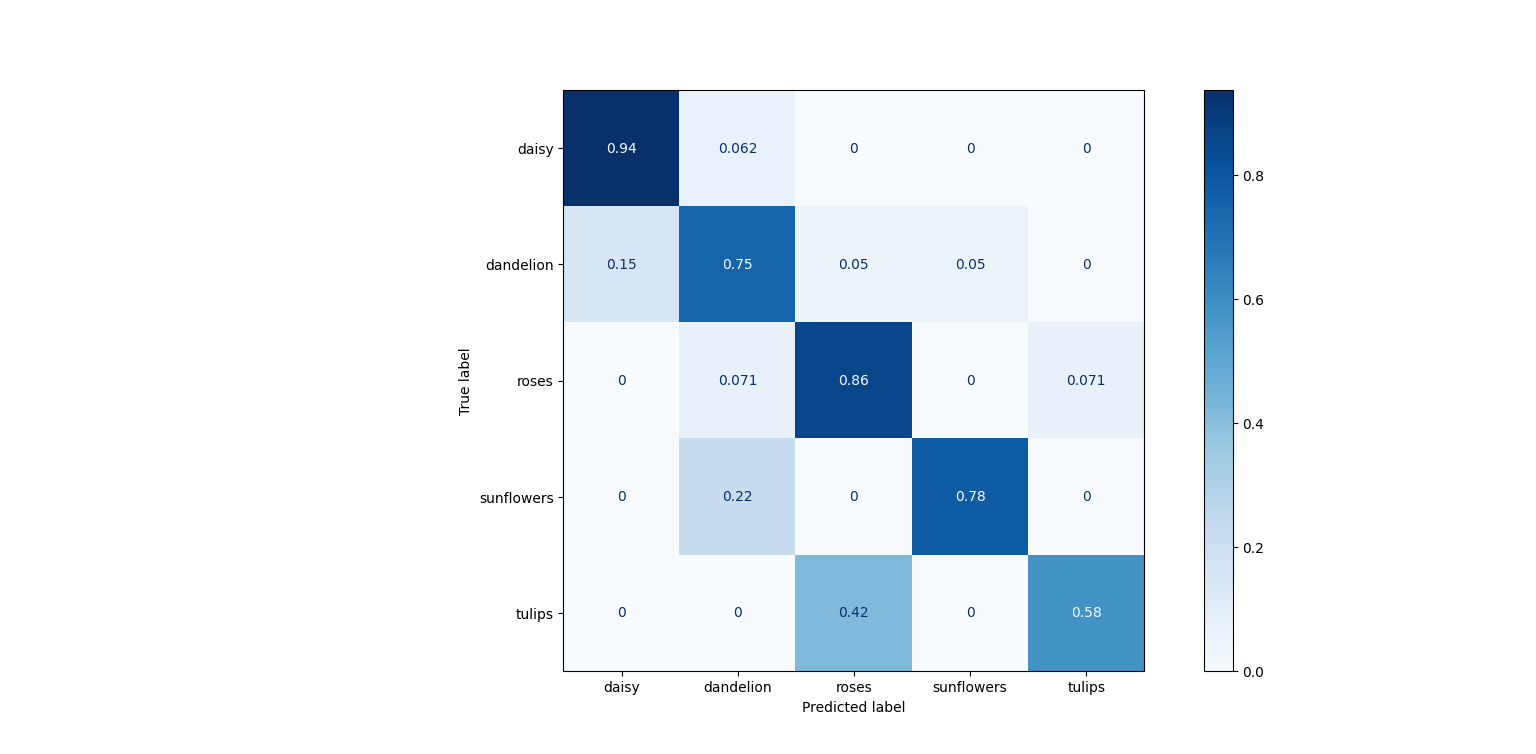 daisy 0.94 0.062 0 0 0
0.8
dandelion 0.15 0.75 0.05 0.05 0
0.6
True label
roses 0 0.071 0.86 0 0.071
0.4
sunflowers 0 0.22 0 0.78 0
0.2
tulips 0 0 0.42 0 0.58
0.0
daisy dandelion roses sunflowers tulips
Predicted label